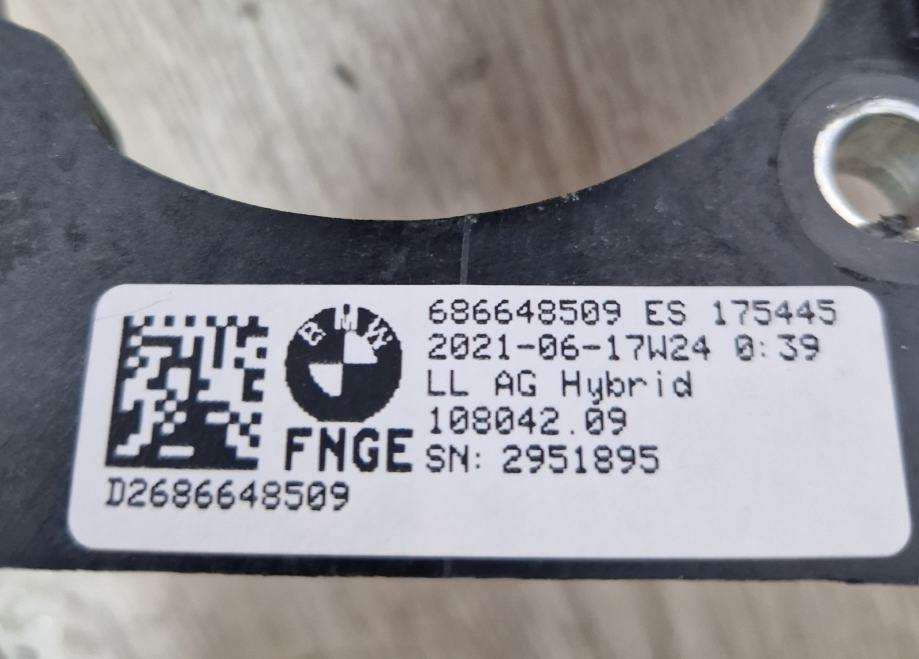 686648509 ES 175445
2021-06-17W24 0:39
LL AG Hybrid
108042.09
SN: 2951895
BMW
FNGE
D2686648509